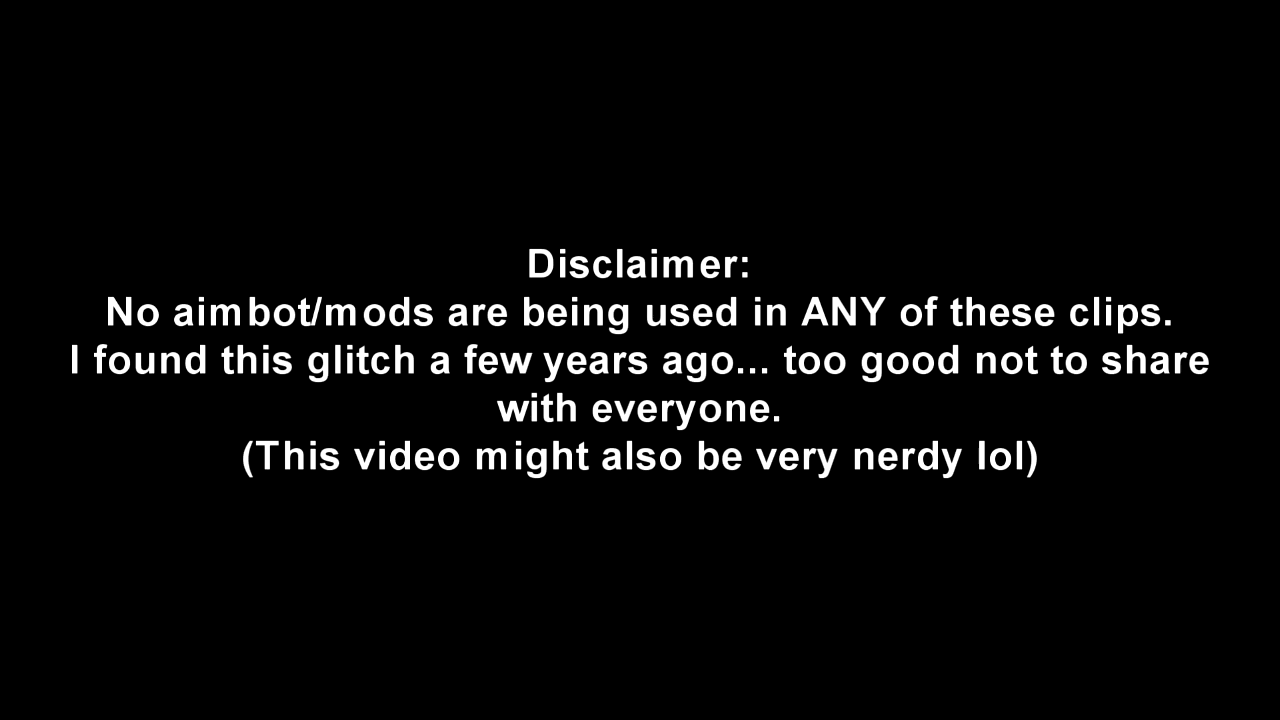 Disclaimer:
No aimbot/mods are being used in ANY of these clips.
I found this glitch a few years ago... too good not to share
with everyone.
(This video might also be very nerdy lol)